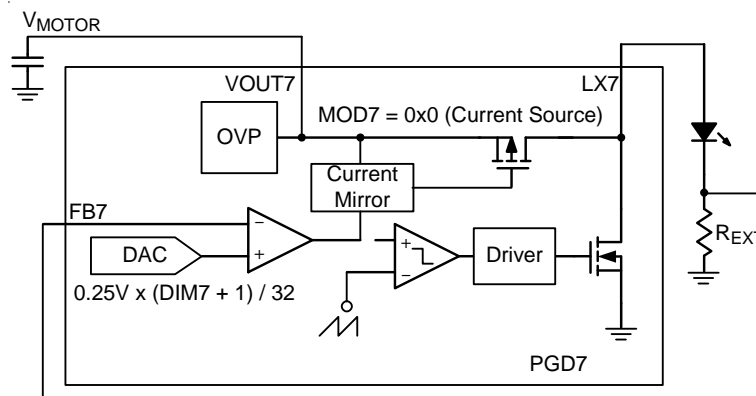 VMOTOR
VOUT7
LX7
MOD7 = 0x0 (Current Source)
OVP
Current
Mirror
FB7
DAC
+
−
+
−
Driver
REXT
0.25V x (DIM7 + 1) / 32
PGD7